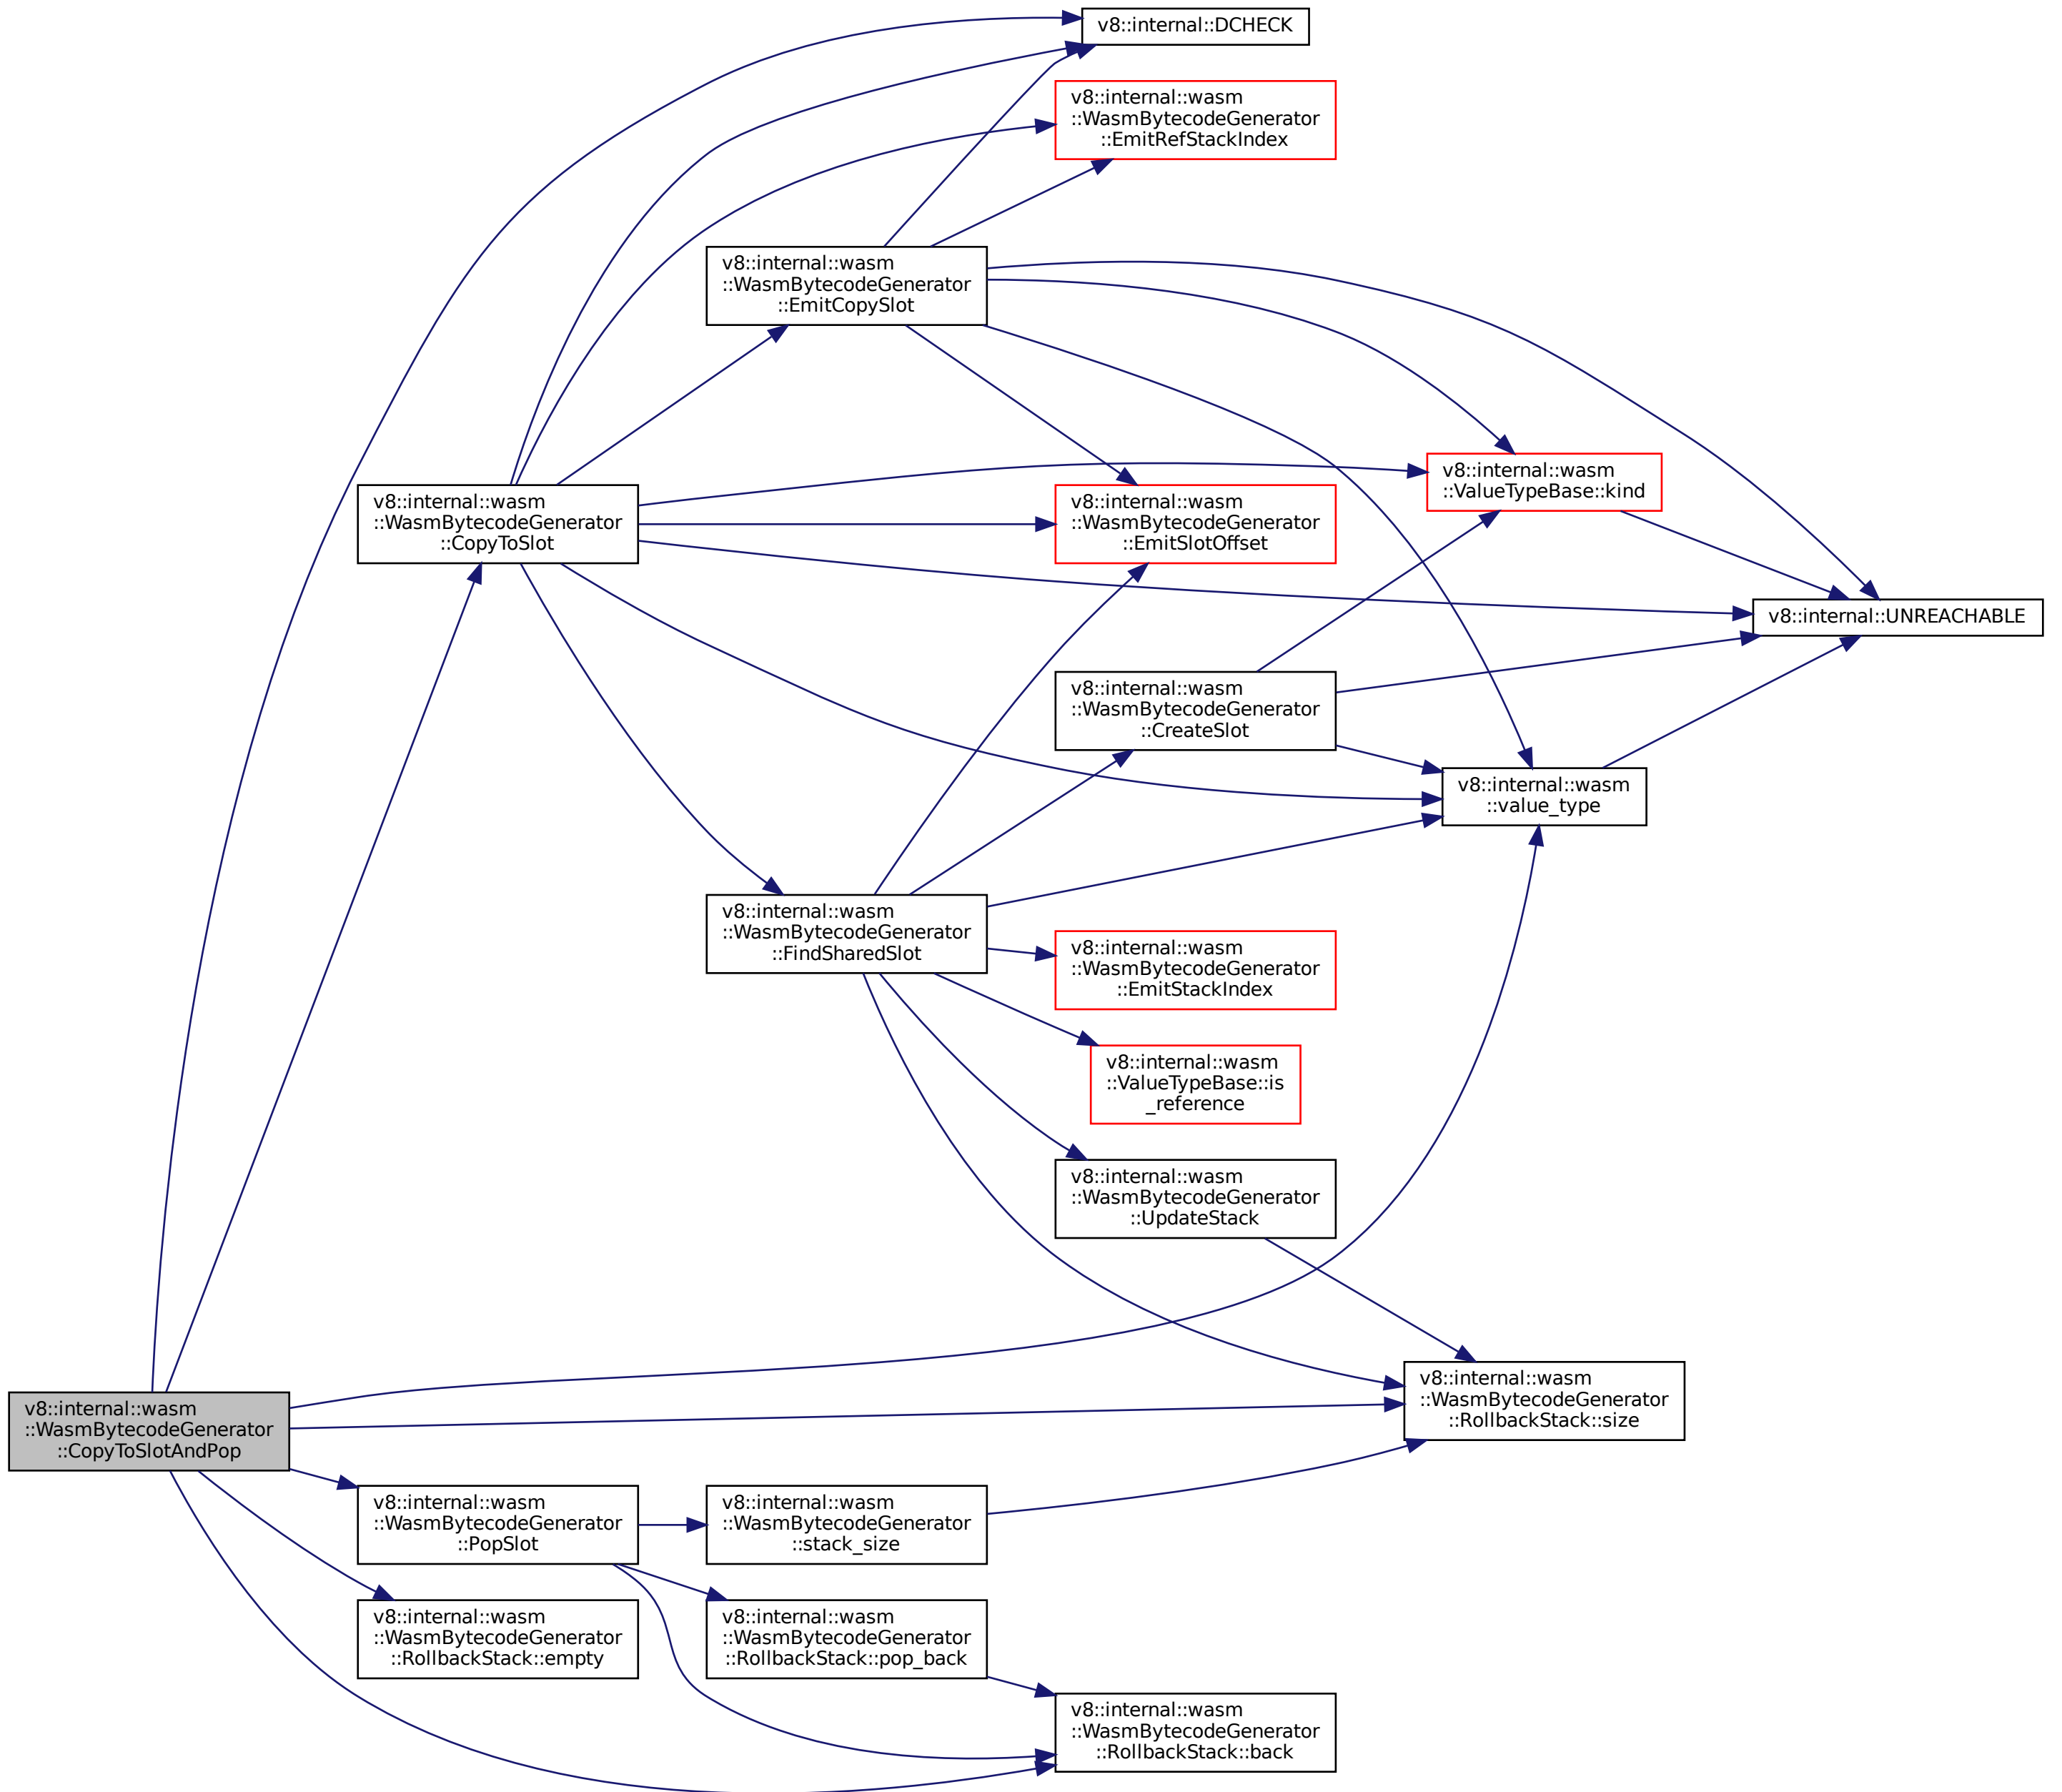 v8::internal::DCHECK
v8::internal::wasm
::WasmBytecodeGenerator
::EmitRefStackIndex
v8::internal::wasm
::WasmBytecodeGenerator
::EmitCopySlot
v8::internal::wasm
::ValueTypeBase::kind
v8::internal::wasm
::WasmBytecodeGenerator
::CopyToSlot
v8::internal::wasm
::WasmBytecodeGenerator
::EmitSlotOffset
v8::internal::UNREACHABLE
v8::internal::wasm
::WasmBytecodeGenerator
::CreateSlot
v8::internal::wasm
::value_type
v8::internal::wasm
::WasmBytecodeGenerator
::FindSharedSlot
v8::internal::wasm
::WasmBytecodeGenerator
::EmitStackIndex
v8::internal::wasm
::ValueTypeBase::is
_reference
v8::internal::wasm
::WasmBytecodeGenerator
::UpdateStack
v8::internal::wasm
::WasmBytecodeGenerator
::RollbackStack::size
v8::internal::wasm
::WasmBytecodeGenerator
::CopyToSlotAndPop
v8::internal::wasm
::WasmBytecodeGenerator
::PopSlot
v8::internal::wasm
::WasmBytecodeGenerator
::stack_size
v8::internal::wasm
::WasmBytecodeGenerator
::RollbackStack::empty
v8::internal::wasm
::WasmBytecodeGenerator
::RollbackStack::pop_back
v8::internal::wasm
::WasmBytecodeGenerator
::RollbackStack::back